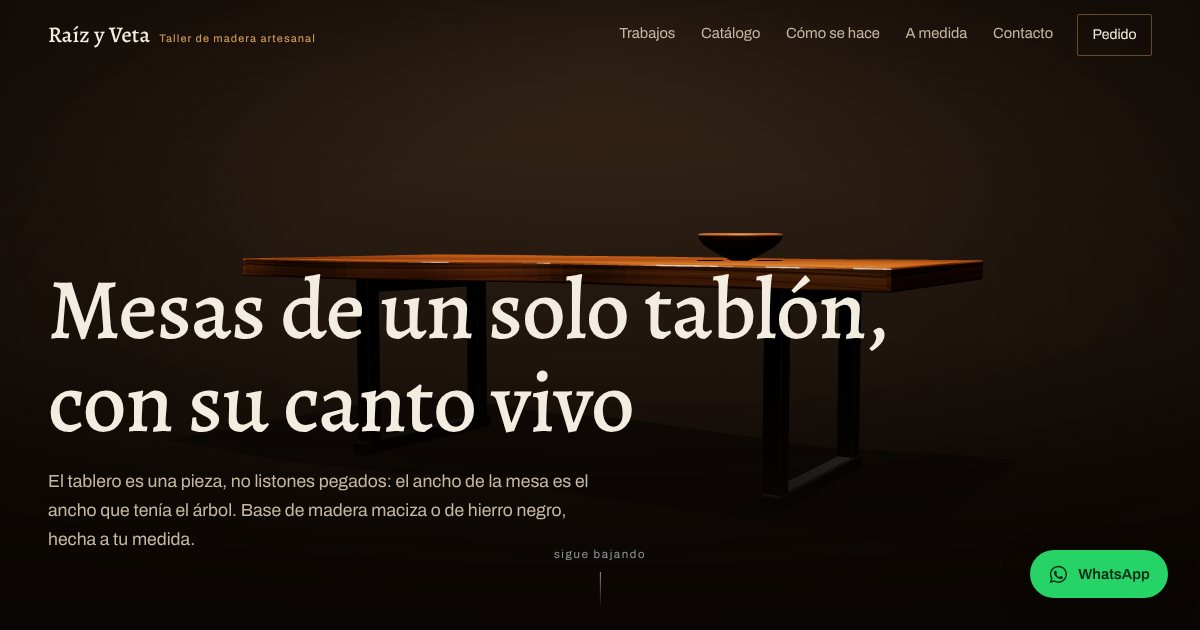 Raíz y Veta Taller de madera artesanal
Trabajos Catálogo Cómo se hace A medida Contacto Pedido
Mesas de un solo tablón,
con su canto vivo
El tablero es una pieza, no listones pegados: el ancho de la mesa es el
ancho que tenía el árbol. Base de madera maciza o de hierro negro,
hecha a tu medida.
sigue bajando
WhatsApp